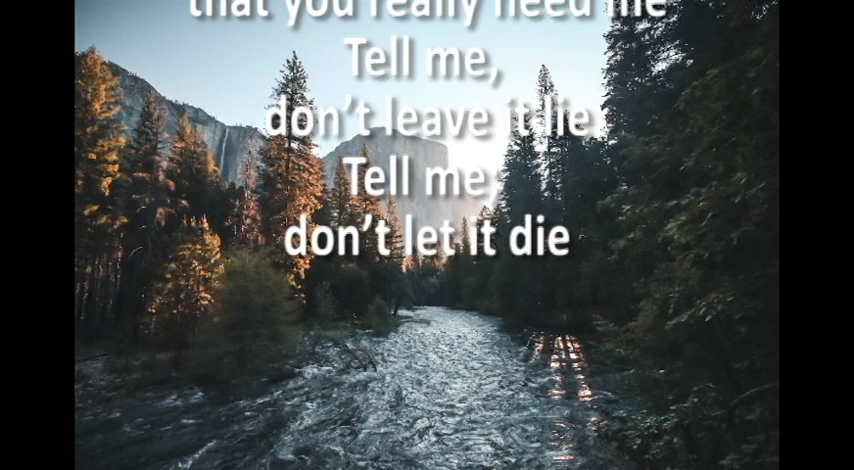 that you really need me
Tell me,
don't leave it lie
Tell me,
don't let it die